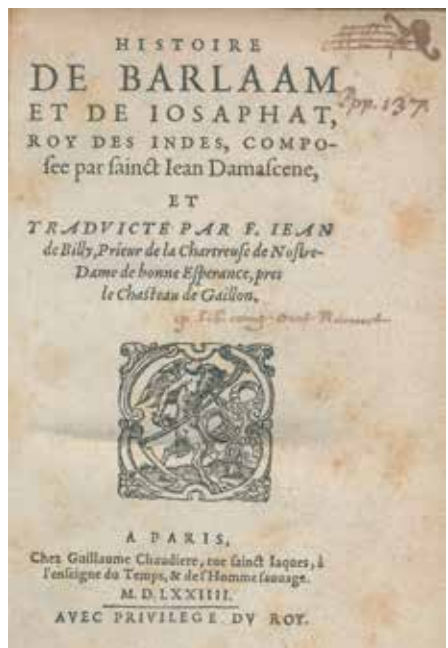 HISTOIRE
DE BARLAAM
ET DE IOSAPHAT,
ROY DES INDES, COMPO-
see par sainct Iean Damascene,
ET
TRADVICTE PAR F. IEAN
de Billy, Prieur de la Chartreuse de Nostre-
Dame de bonne Esperance, pres
le Chasteau de Gaillon.
A PARIS,
Chez Guillaume Chaudiere, rue sainct Iaques, à
l'enseigne du Temps, & de l'Homme sauuage.
M. D. LXXIIII.
AVEC PRIVILEGE DV ROY.
pp. 137.